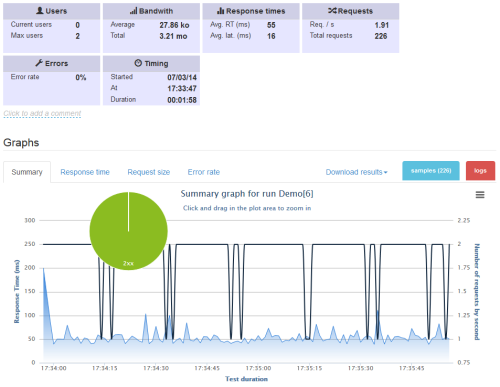 Users
Current users 0
Max users 2
Bandwith
Average 27.86 ko
Total 3.21 mo
Response times
Avg. RT (ms) 55
Avg. lat. (ms) 16
Requests
Req. / s 1.91
Total requests 226
Errors
Error rate 0%
Timing
Started 07/03/14
At 17:33:47
Duration 00:01:58
Click to add a comment
Graphs
Summary Response time Request size Error rate Download results samples (226) logs
Summary graph for run Demo[6]
Click and drag in the plot area to zoom in
2xx
Response Time (ms)
300
250
200
150
100
50
0
Number of requests by second
2.25
2
1.75
1.5
1.25
1
0.75
17:34:00 17:34:15 17:34:30 17:34:45 17:35:00 17:35:15 17:35:30 17:35:45
Test duration